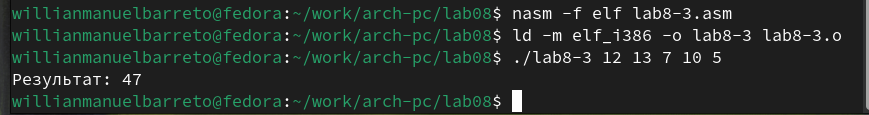 willianmanuelbarreto@fedora:~/work/arch-pc/lab08$ nasm -f elf lab8-3.asm
willianmanuelbarreto@fedora:~/work/arch-pc/lab08$ ld -m elf_i386 -o lab8-3 lab8-3.o
willianmanuelbarreto@fedora:~/work/arch-pc/lab08$ ./lab8-3 12 13 7 10 5
Результат: 47
willianmanuelbarreto@fedora:~/work/arch-pc/lab08$